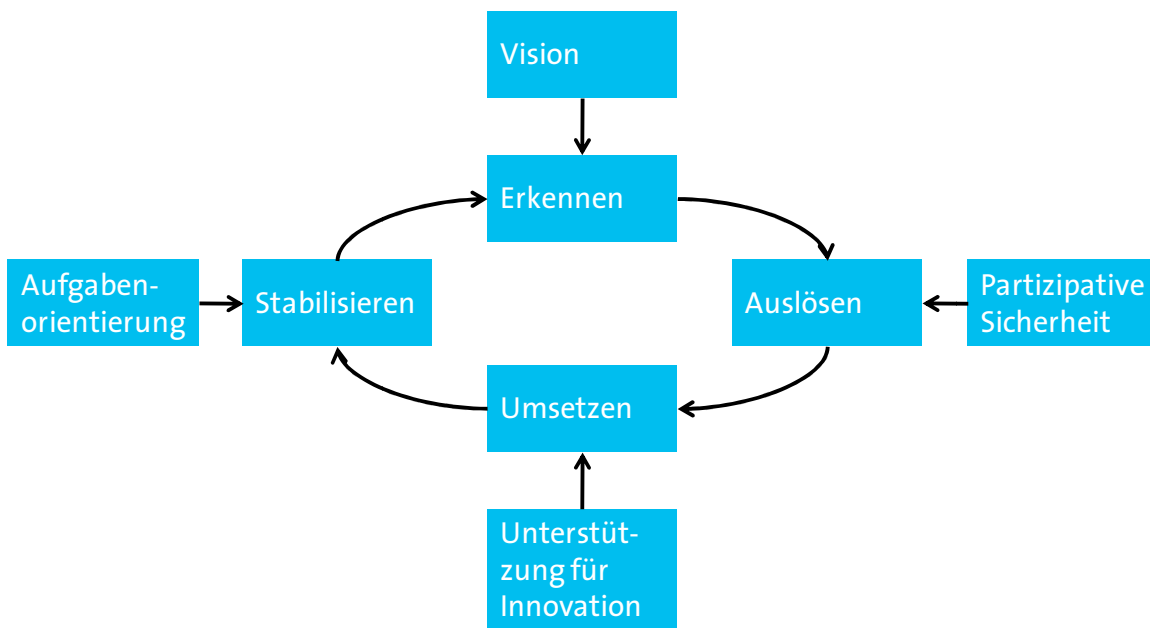 Vision
Erkennen
Aufgaben-
orientierung
Stabilisieren
Auslösen
Partizipative
Sicherheit
Umsetzen
Unterstüt-
zung für
Innovation